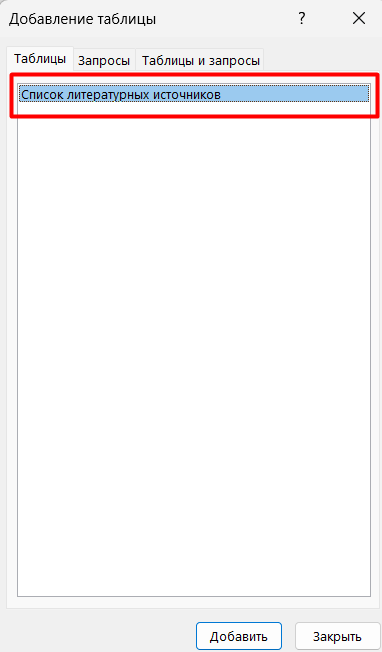 Добавление таблицы ?
Таблицы Запросы Таблицы и запросы
Список литературных источников
Добавить Закрыть